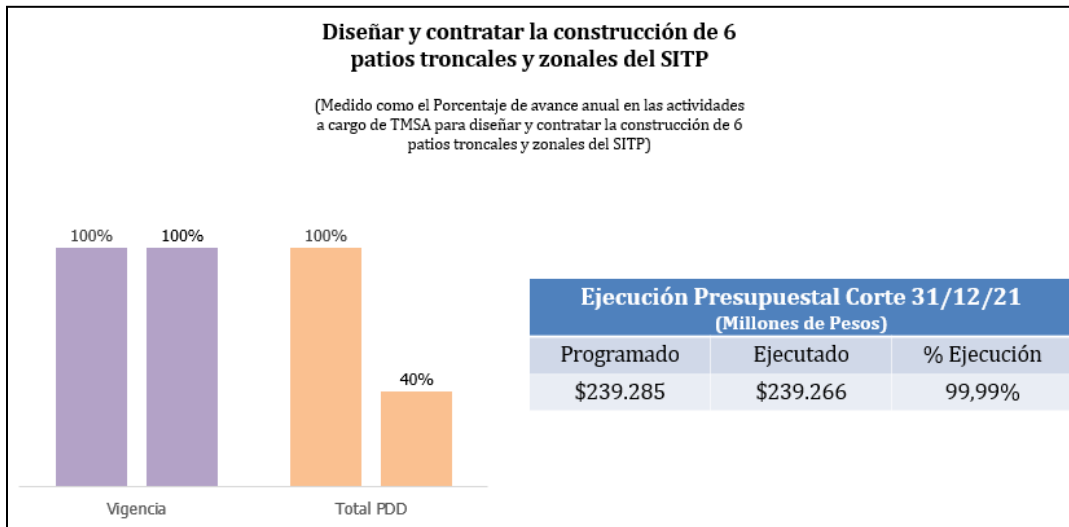 Diseñar y contratar la construcción de 6
patios troncales y zonales del SITP
(Medido como el Porcentaje de avance anual en las actividades
a cargo de TMSA para diseñar y contratar la construcción de 6
patios troncales y zonales del SITP)
100%
100%
100%
40%
Vigencia
Total PDD
Ejecución Presupuestal Corte 31/12/21
(Millones de Pesos)
Programado Ejecutado % Ejecución
$239.285 $239.266 99,99%